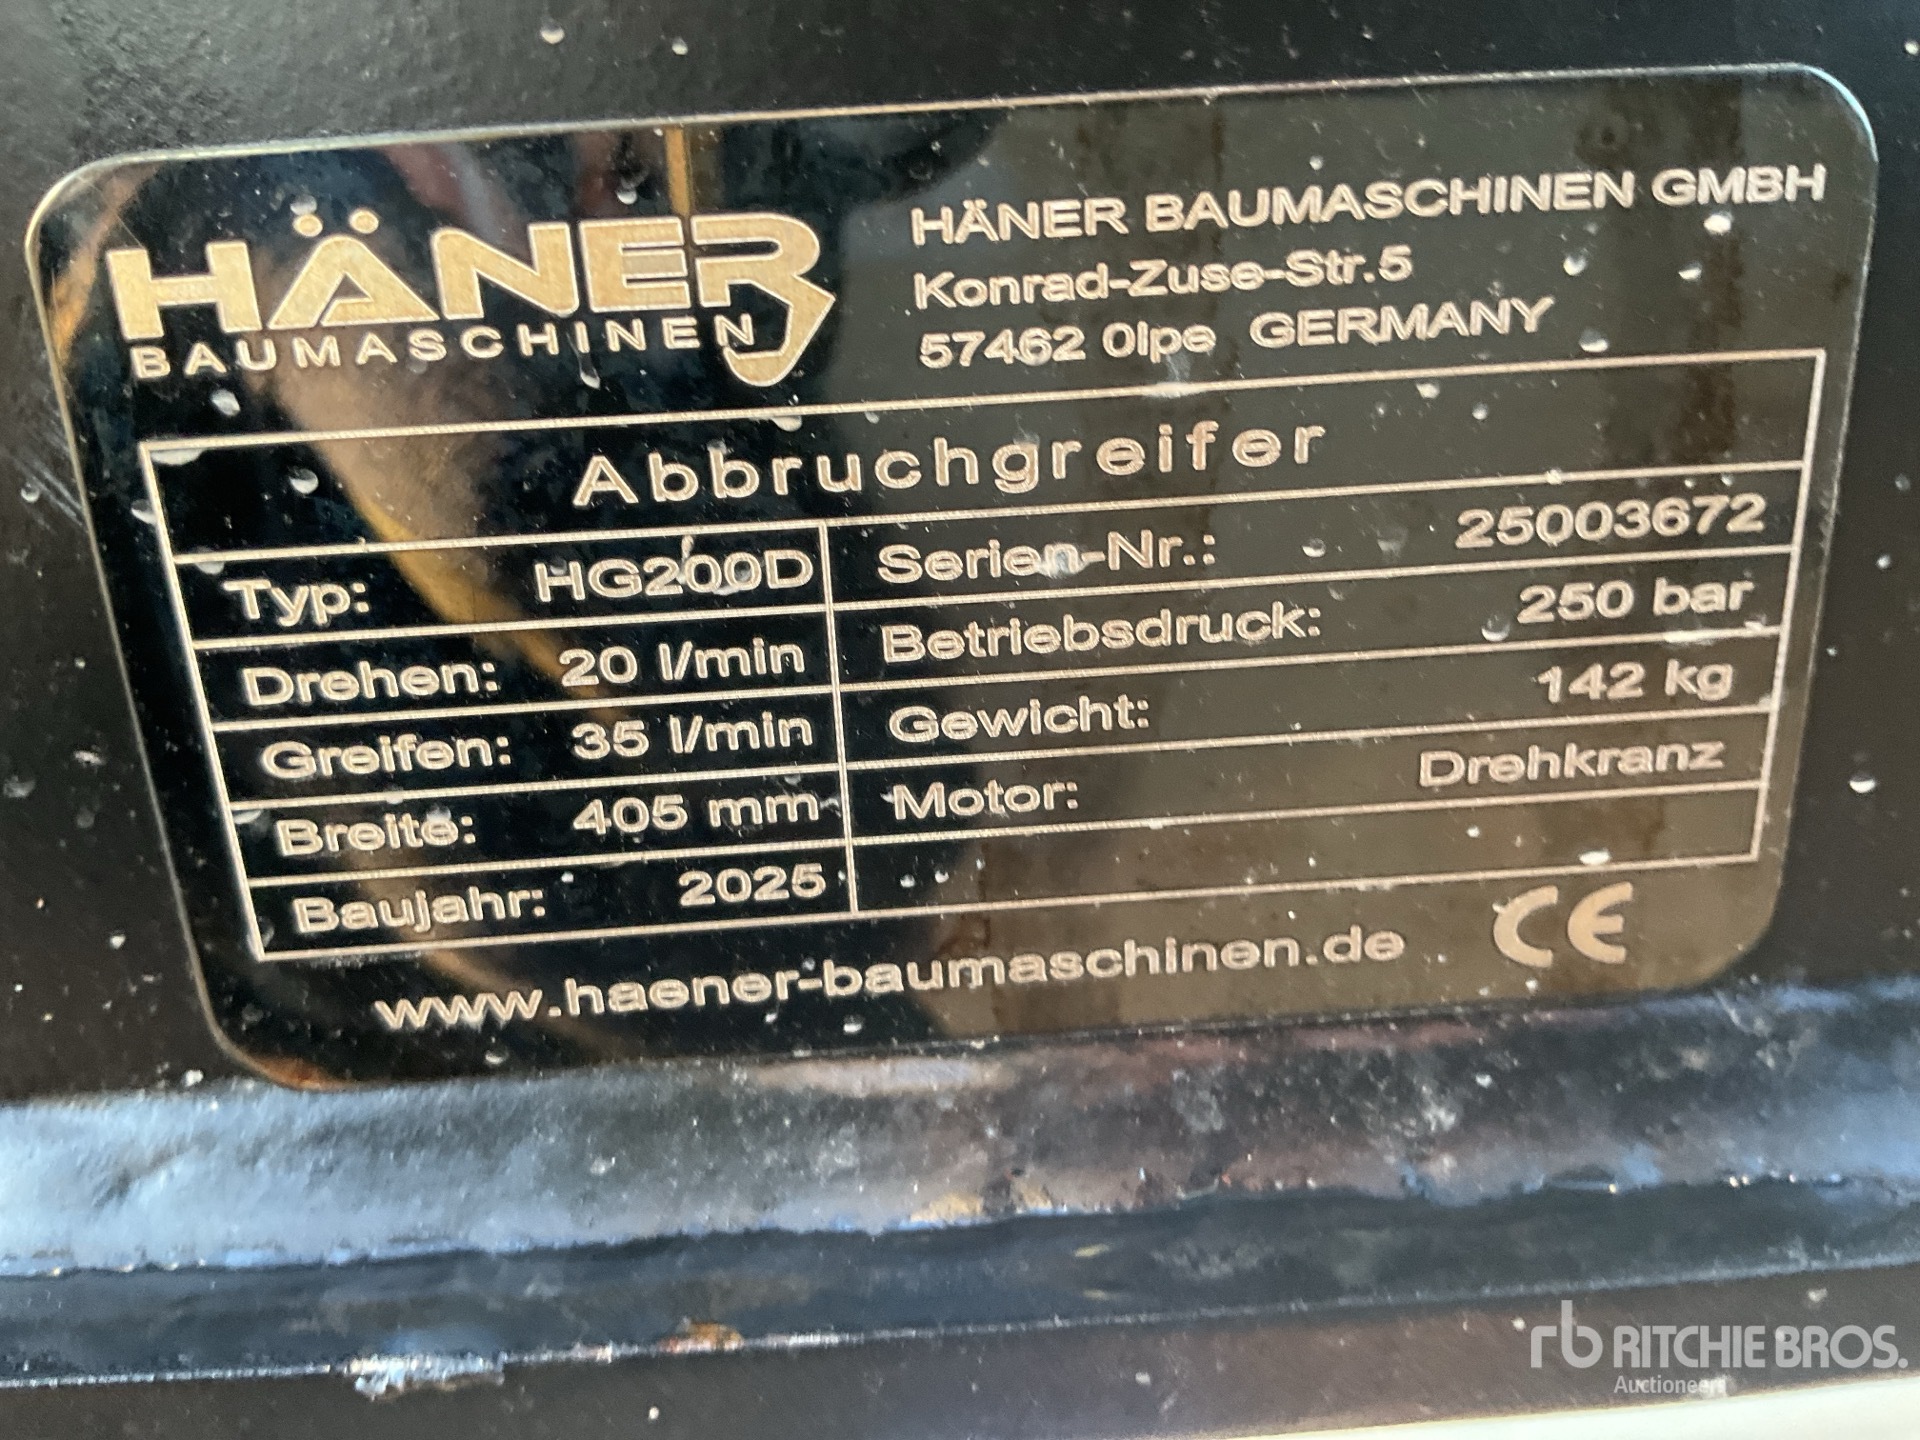 HÄNER
BAUMASCHINEN
HÄNER BAUMASCHINEN GMBH
Konrad-Zuse-Str.5
57462 Olpe GERMANY
Abbruchgreifer
Typ: HG200D
Serien-Nr.: 25003672
Drehen: 20 l/min
Betriebsdruck: 250 bar
Greifen: 35 l/min
Gewicht: 142 kg
Breite: 405 mm
Motor: Drehkranz
Baujahr: 2025
www.haener-baumaschinen.de CE
rb RITCHIE BROS.
Auctioneers